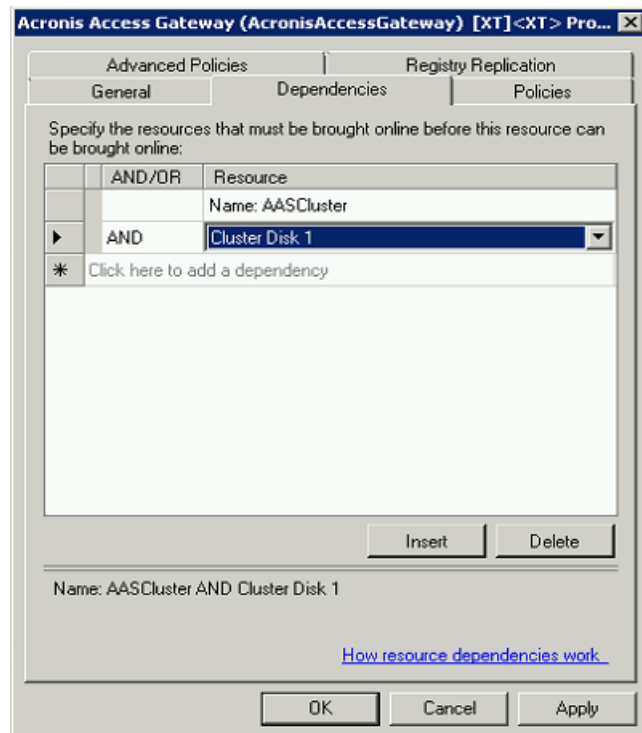 Acronis Access Gateway (AcronisAccessGateway) [XT]<XT> Pro...
Advanced Policies
Registry Replication
General
Dependencies
Policies
Specify the resources that must be brought online before this resource can
be brought online:
AND/OR Resource
Name: AASCluster
AND Cluster Disk 1
Click here to add a dependency
Insert
Delete
Name: AASCluster AND Cluster Disk 1
How resource dependencies work
OK
Cancel
Apply